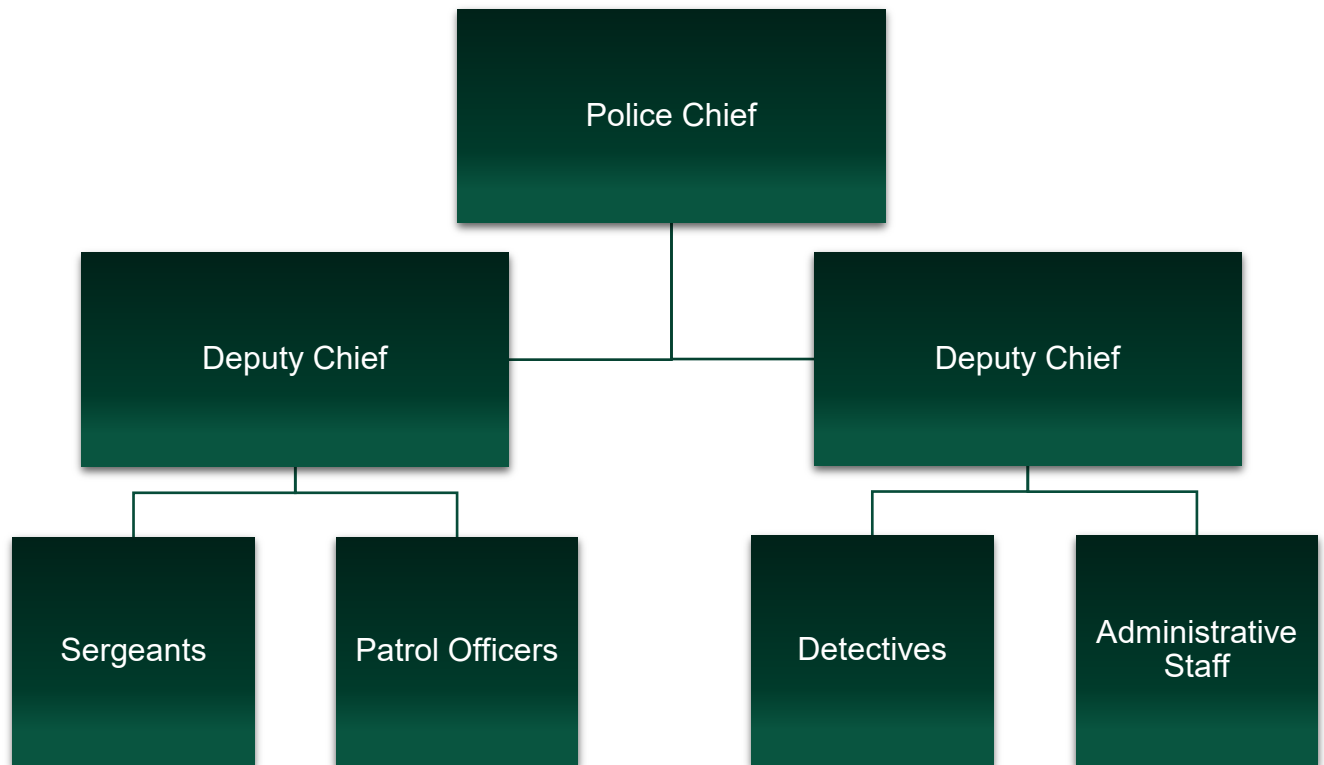 Police Chief
Deputy Chief
Deputy Chief
Sergeants
Patrol Officers
Detectives
Administrative
Staff